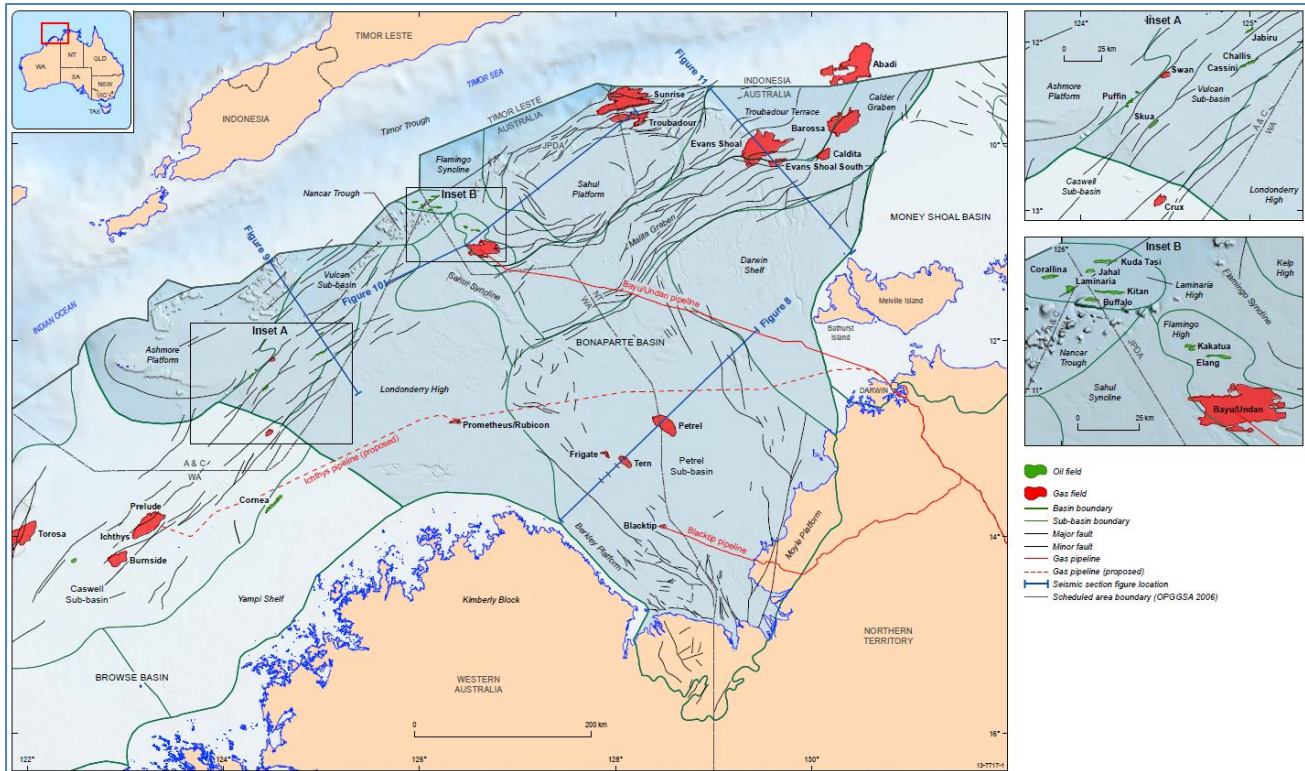 WA
NT
QLD
SA
NSW
VIC
TAS
TIMOR LESTE
INDONESIA
TIMOR SEA
Timor Trough
TIMOR LESTE
AUSTRALIA
Figure 11
INDONESIA
AUSTRALIA
Abadi
Sunrise
Troubadour
Troubadour Terrace
Calder
Graben
Barossa
Evans Shoal
Caldita
Evans Shoal South
JPDA
Flamingo
Syncline
Nancar Trough
Inset B
Sahul
Platform
10°
MONEY SHOAL BASIN
Malita Graben
Darwin
Shelf
Figure 9
Vulcan
Sub-basin
Figure 10
Sahul Syncline
Bayu/Undan pipeline
NT
WA
Figure 8
Melville Island
Bathurst
Island
INDIAN OCEAN
Inset A
Ashmore
Platform
BONAPARTE BASIN
12°
Londonderry High
DARWIN
Prometheus/Rubicon
Petrel
Frigate
Tern
Petrel
Sub-basin
Ichthys pipeline (proposed)
A & C
WA
Cornea
Prelude
Torosa
Ichthys
Burnside
Blacktip
Blacktip pipeline
14°
Moyle Platform
Berkley Platform
Caswell
Sub-basin
Yampi Shelf
Kimberly Block
NORTHERN
TERRITORY
BROWSE BASIN
WESTERN
AUSTRALIA
0
200 km
16°
122°
124°
126°
128°
130°
13-7717-1
Inset A
124°
125°
12°
0
25 km
Jabiru
Challis
Cassini
Swan
Ashmore
Platform
Puffin
Vulcan
Sub-basin
Skua
A & C
WA
Caswell
Sub-basin
Londonderry
High
13°
Crux
Inset B
126°
Kuda Tasi
Corallina
Jahal
Laminaria
Kitan
Buffalo
Kelp
High
Laminaria
High
Flamingo Syncline
Flamingo
High
A & C
WA
Kakatua
Elang
Nancar
Trough
JPDA
11°
Sahul
Syncline
Bayu/Undan
0
25 km
Oil field
Gas field
Basin boundary
Sub-basin boundary
Major fault
Minor fault
Gas pipeline
Gas pipeline (proposed)
Seismic section figure location
Scheduled area boundary (OPGGSA 2006)